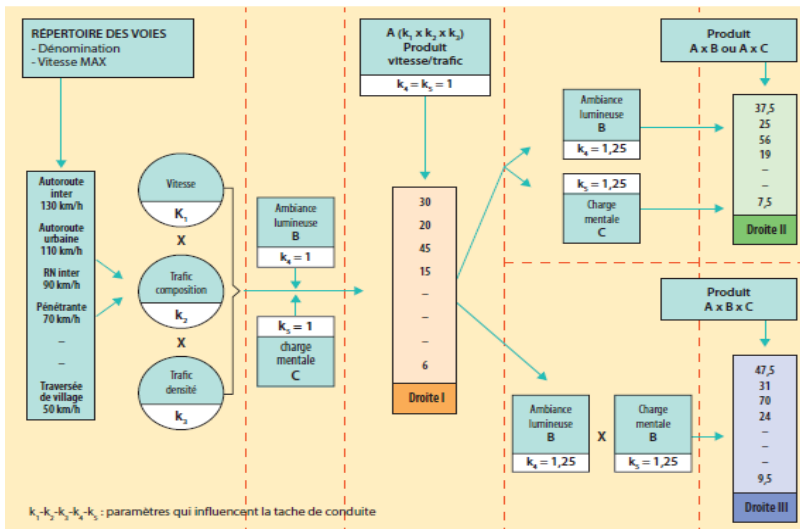 RÉPERTOIRE DES VOIES
- Dénomination
- Vitesse MAX
Autoroute
inter
130 km/h
Autoroute
urbaine
110 km/h
RN inter
90 km/h
Pénétrante
70 km/h
–
–
Traversée
de village
50 km/h
Vitesse
K₁
X
Trafic
composition
k₂
X
Trafic
densité
k₃
Ambiance
lumineuse
B
k₄ = 1
k₅ = 1
charge
mentale
C
A (k₁ x k₂ x k₃)
Produit
vitesse/trafic
k₄ = k₅ = 1
30
20
45
15
–
–
–
6
Droite I
Ambiance
lumineuse
B
k₄ = 1,25
k₅ = 1,25
Charge
mentale
C
Produit
A x B ou A x C
37,5
25
56
19
–
–
7,5
Droite II
Ambiance
lumineuse
B
k₄ = 1,25
X
Charge
mentale
B
k₅ = 1,25
Produit
A x B x C
47,5
31
70
24
–
–
–
9,5
Droite III
k₁-k₂-k₃-k₄-k₅ : paramètres qui influencent la tache de conduite